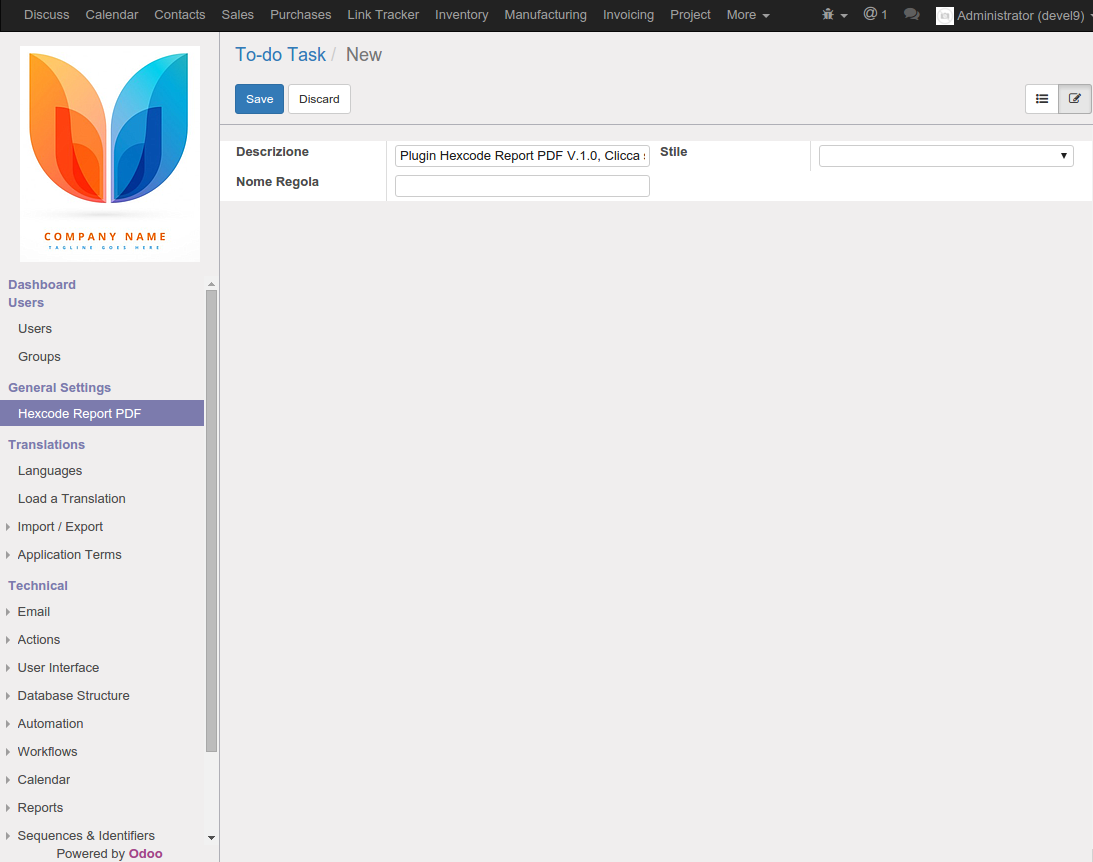 Discuss Calendar Contacts Sales Purchases Link Tracker Inventory Manufacturing Invoicing Project More @ 1 Administrator (devel9)
To-do Task / New
Save Discard
COMPANY NAME
TAGLINE GOES HERE
Descrizione Plugin Hexcode Report PDF V.1.0, Clicca Stile
Nome Regola
Dashboard
Users
Users
Groups
General Settings
Hexcode Report PDF
Translations
Languages
Load a Translation
Import / Export
Application Terms
Technical
Email
Actions
User Interface
Database Structure
Automation
Workflows
Calendar
Reports
Sequences & Identifiers
Powered by Odoo